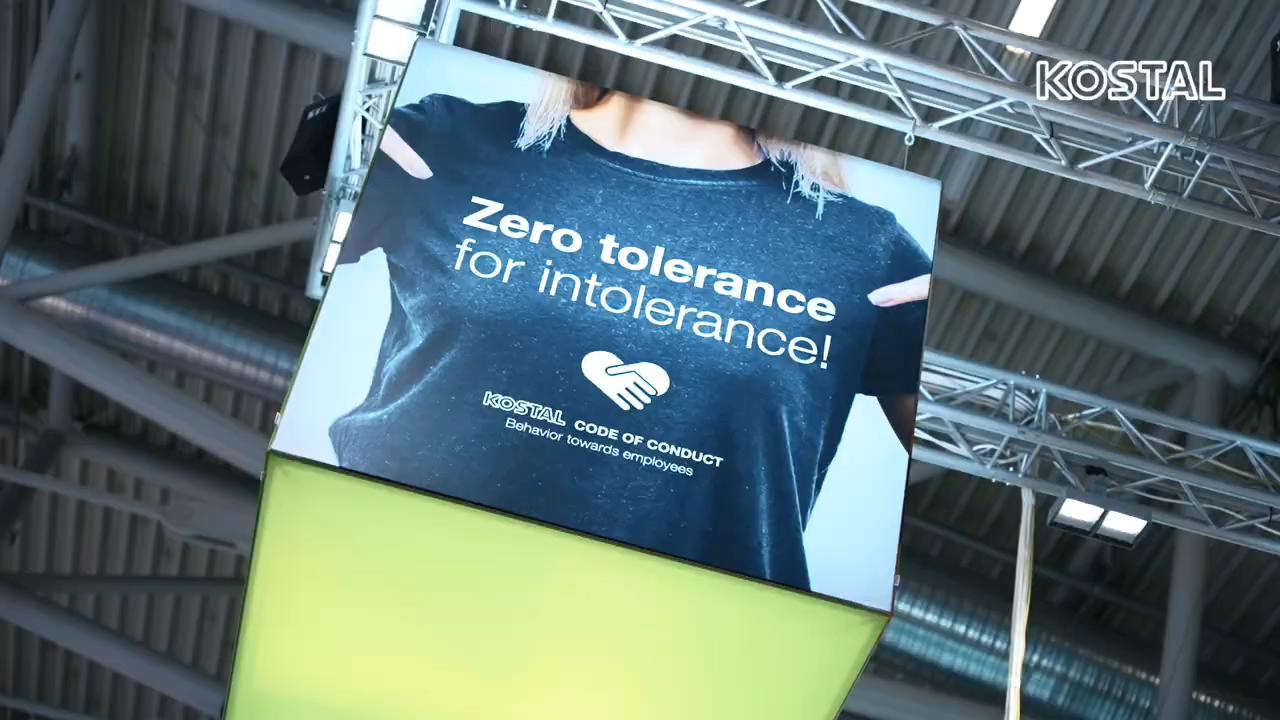 KOSTAL
Zero tolerance
for intolerance!
KOSTAL CODE OF CONDUCT
Behavior towards employees